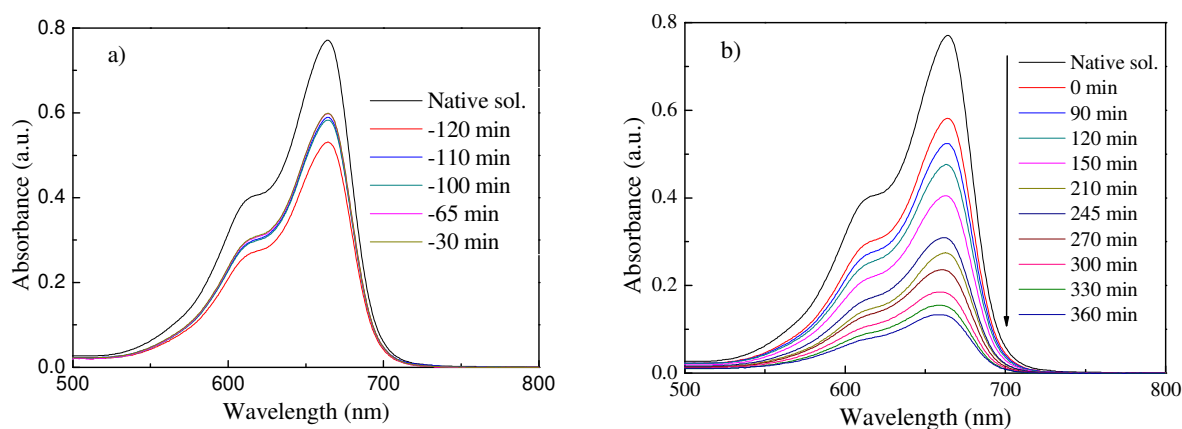 a)
Absorbance (a.u.)
0.8
0.6
0.4
0.2
0.0
500
600
700
800
Wavelength (nm)
Native sol.
-120 min
-110 min
-100 min
-65 min
-30 min
b)
Absorbance (a.u.)
0.8
0.6
0.4
0.2
0.0
500
600
700
800
Wavelength (nm)
Native sol.
0 min
90 min
120 min
150 min
210 min
245 min
270 min
300 min
330 min
360 min